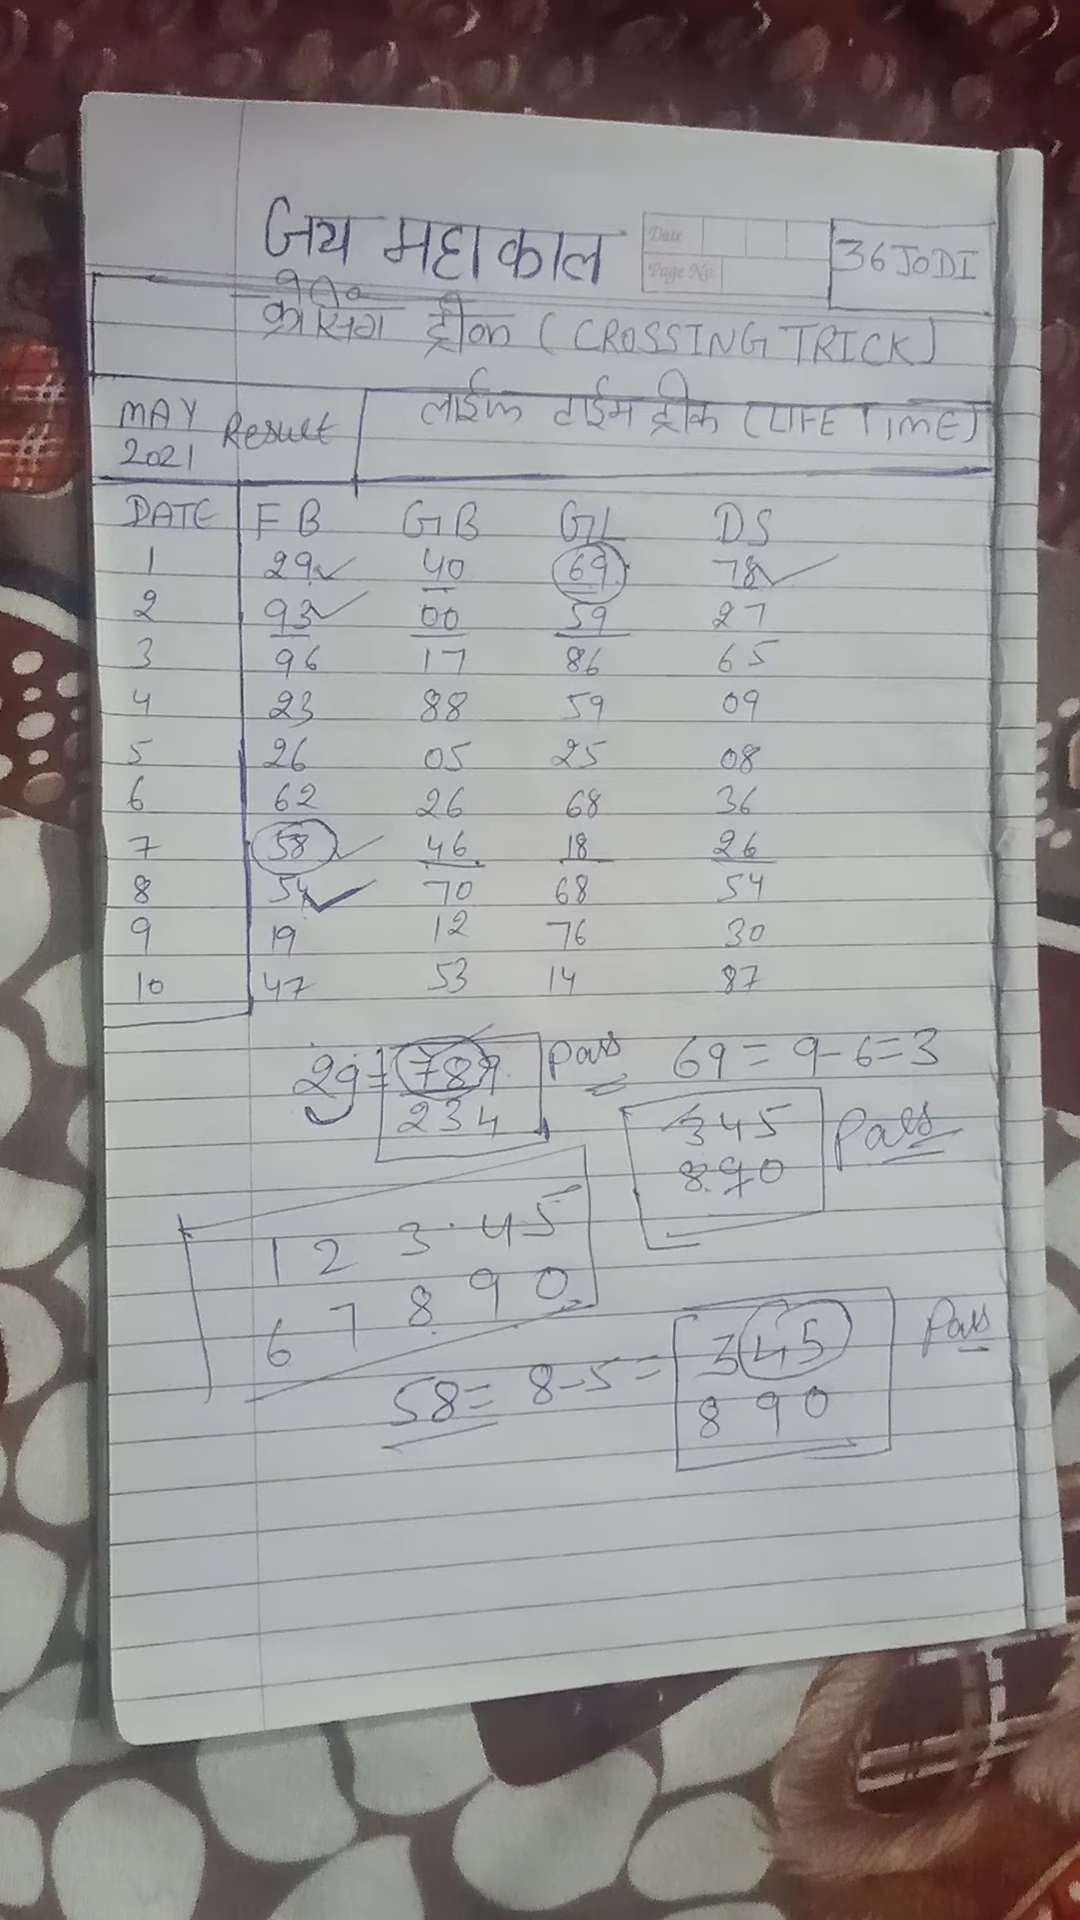 जय महाकाल
Date
Page No
36 JODI
क्रोसिंग ट्रीक (CROSSING TRICK)
MAY 2021 Result
लाईफ टाईम ट्रीक (LIFE TIME)
DATE FB GB GL DS
1 29 40 69 78
2 93 00 59 27
3 96 17 86 65
4 23 88 59 09
5 26 05 25 08
6 62 26 68 36
7 58 46 18 26
8 54 70 68 54
9 19 12 76 30
10 47 53 14 87
29= 789 Pass
234
69 = 9-6=3
345 Pass
890
1 2 3 4 5
6 7 8 9 0
58= 8-5= 345 Pass
890